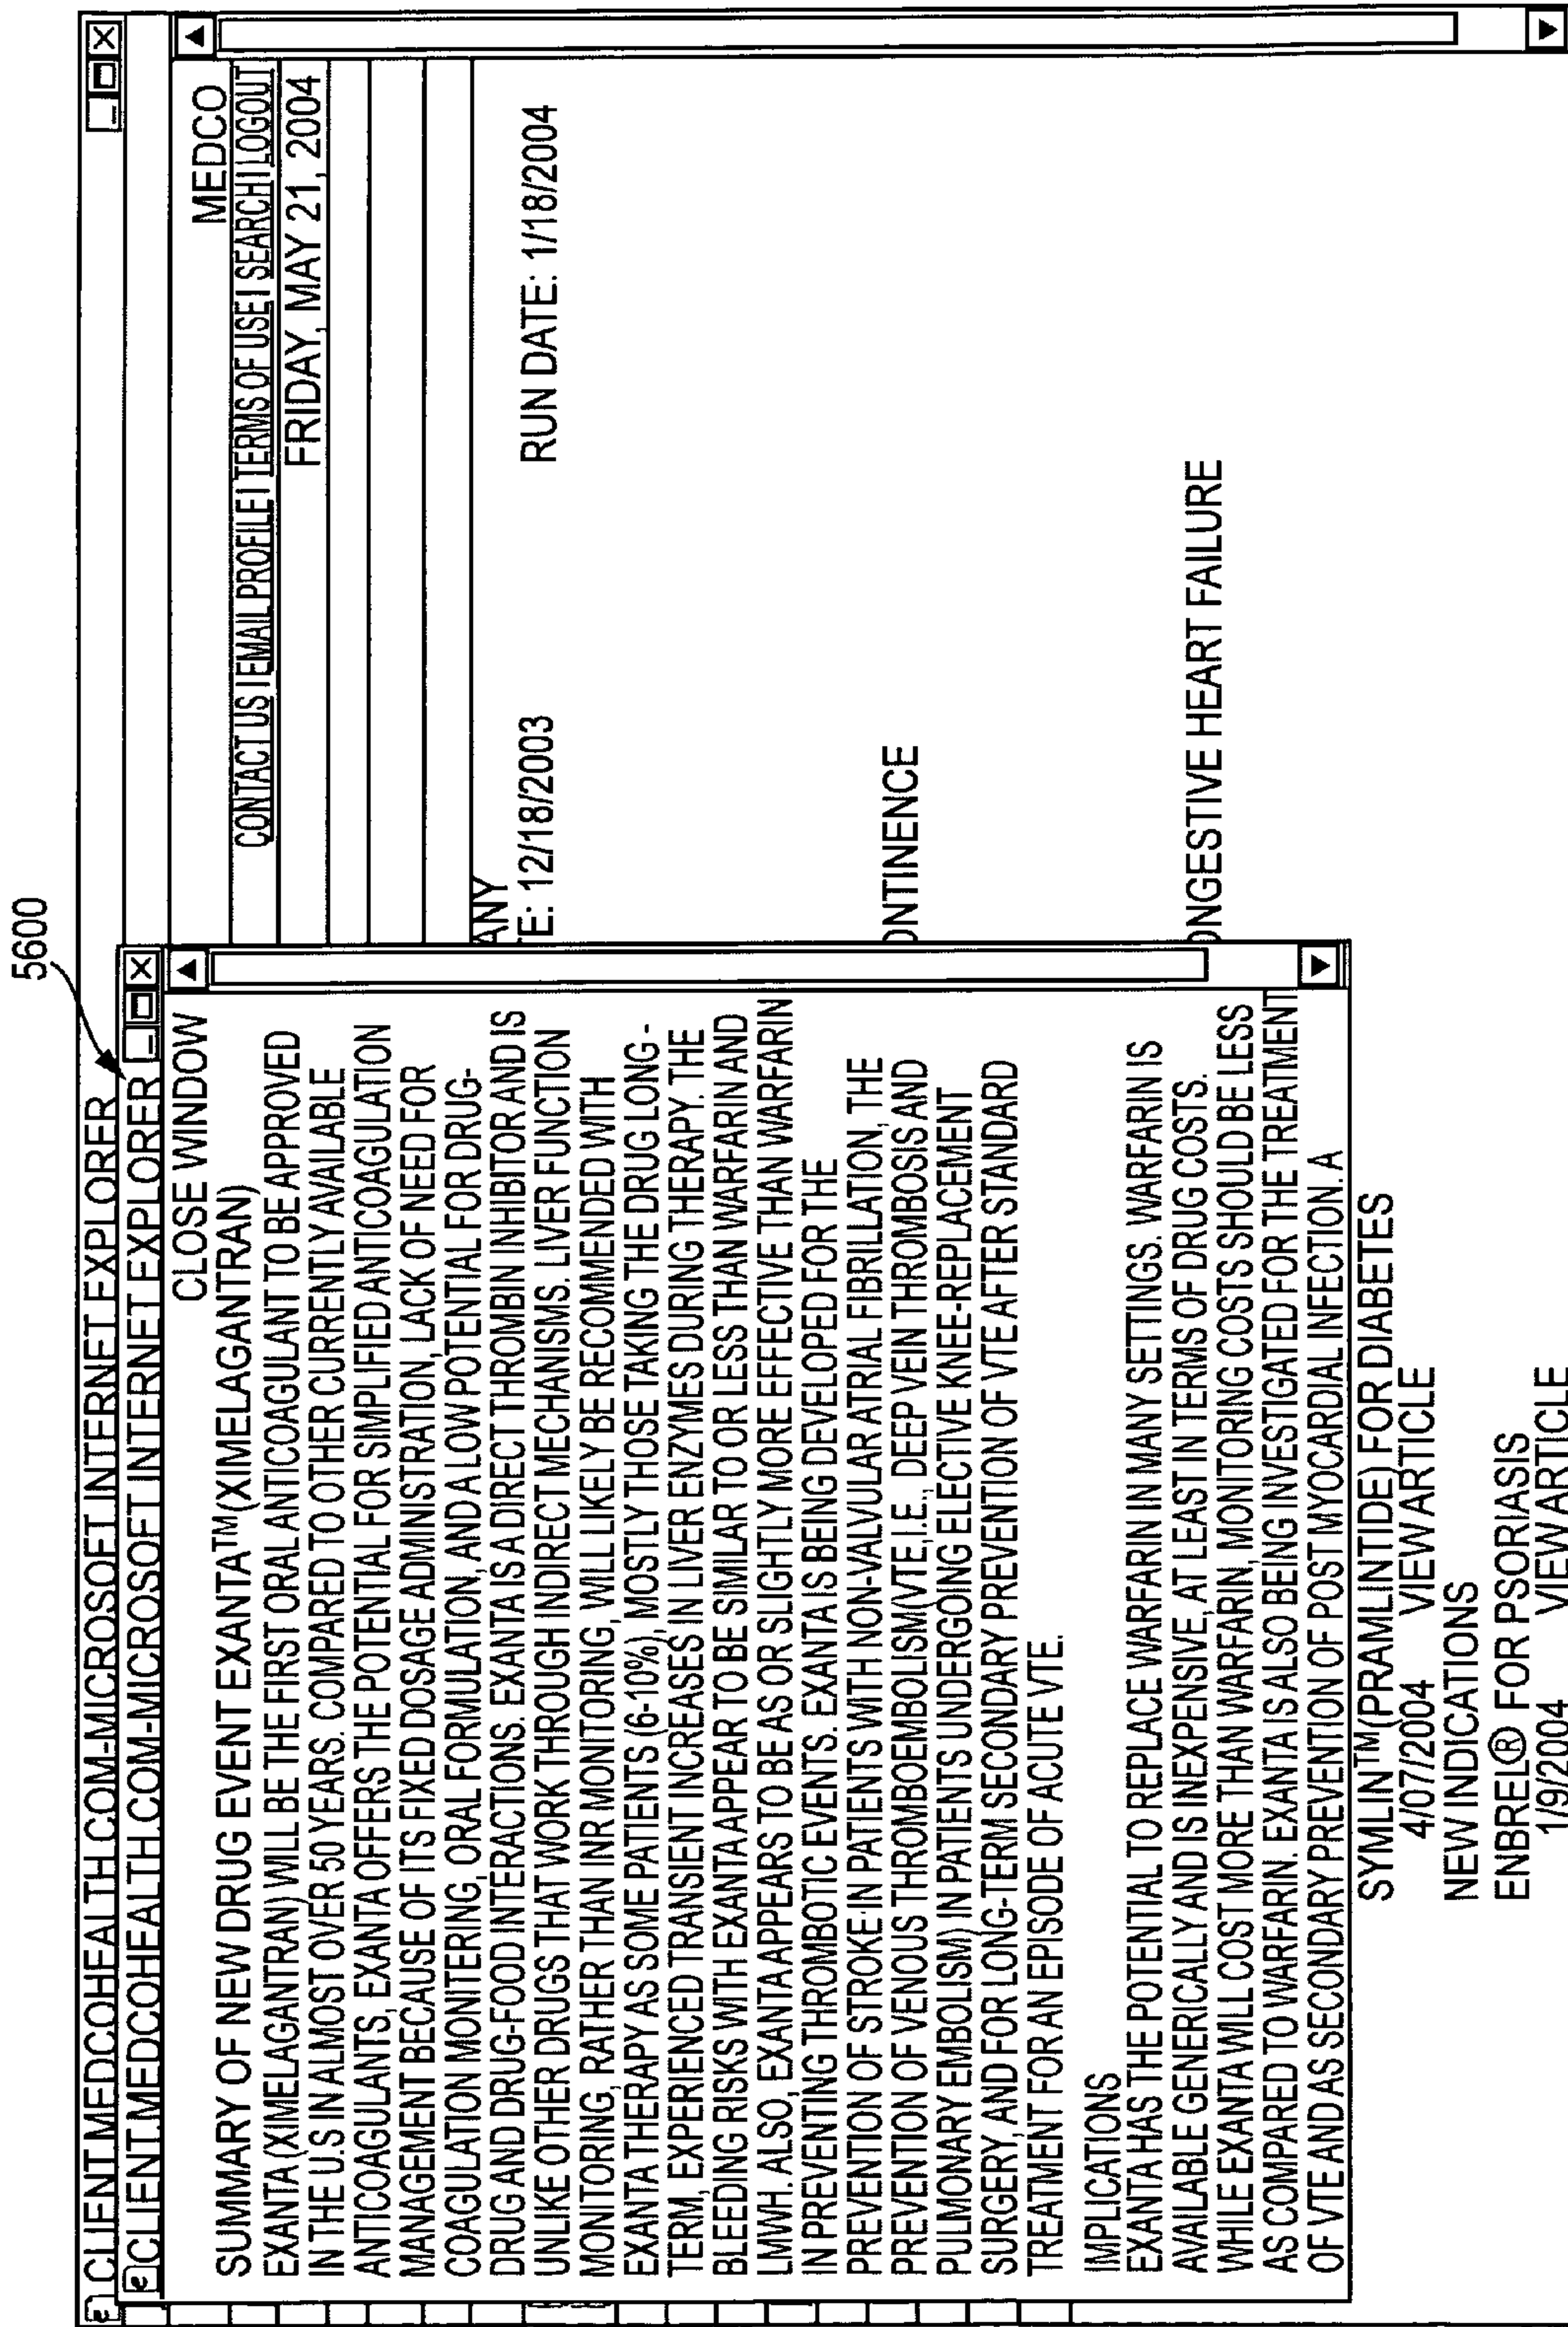 5600
CLIENT.MEDCOHEALTH.COM-MICROSOFT INTERNET EXPLORER
CLIENT.MEDCOHEALTH.COM-MICROSOFT INTERNET EXPLORER
CLOSE WINDOW
SUMMARY OF NEW DRUG EVENT EXANTA™(XIMELAGANTRAN)
EXANTA (XIMELAGANTRAN) WILL BE THE FIRST ORAL ANTICOAGULANT TO BE APPROVED
IN THE U.S IN ALMOST OVER 50 YEARS. COMPARED TO OTHER CURRENTLY AVAILABLE
ANTICOAGULANTS, EXANTA OFFERS THE POTENTIAL FOR SIMPLIFIED ANTICOAGULATION
MANAGEMENT BECAUSE OF ITS FIXED DOSAGE ADMINISTRATION, LACK OF NEED FOR
COAGULATION MONITERING, ORAL FORMULATION, AND A LOW POTENTIAL FOR DRUG-
DRUG AND DRUG-FOOD INTERACTIONS. EXANTA IS A DIRECT THROMBIN INHIBITOR AND IS
UNLIKE OTHER DRUGS THAT WORK THROUGH INDIRECT MECHANISMS. LIVER FUNCTION
MONITORING, RATHER THAN INR MONITORING, WILL LIKELY BE RECOMMENDED WITH
EXANTA THERAPY AS SOME PATIENTS (6-10%), MOSTLY THOSE TAKING THE DRUG LONG-
TERM, EXPERIENCED TRANSIENT INCREASES IN LIVER ENZYMES DURING THERAPY. THE
BLEEDING RISKS WITH EXANTA APPEAR TO BE SIMILAR TO OR LESS THAN WARFARIN AND
LMWH. ALSO, EXANTA APPEARS TO BE AS OR SLIGHTLY MORE EFFECTIVE THAN WARFARIN
IN PREVENTING THROMBOTIC EVENTS. EXANTA IS BEING DEVELOPED FOR THE
PREVENTION OF STROKE IN PATIENTS WITH NON-VALVULAR ATRIAL FIBRILLATION, THE
PREVENTION OF VENOUS THROMBOEMBOLISM(VTE,I.E., DEEP VEIN THROMBOSIS AND
PULMONARY EMBOLISM) IN PATIENTS UNDERGOING ELECTIVE KNEE-REPLACEMENT
SURGERY, AND FOR LONG-TERM SECONDARY PREVENTION OF VTE AFTER STANDARD
TREATMENT FOR AN EPISODE OF ACUTE VTE.
IMPLICATIONS
EXANTA HAS THE POTENTIAL TO REPLACE WARFARIN IN MANY SETTINGS. WARFARIN IS
AVAILABLE GENERICALLY AND IS INEXPENSIVE, AT LEAST IN TERMS OF DRUG COSTS.
WHILE EXANTA WILL COST MORE THAN WARFARIN, MONITORING COSTS SHOULD BE LESS
AS COMPARED TO WARFARIN. EXANTA IS ALSO BEING INVESTIGATED FOR THE TREATMENT
OF VTE AND AS SECONDARY PREVENTION OF POST MYOCARDIAL INFECTION. A
MEDCO
CONTACT US | EMAIL PROFILE | TERMS OF USE | SEARCH | LOGOUT
FRIDAY, MAY 21, 2004
ANY
TE: 12/18/2003 RUN DATE: 1/18/2004
ONTINENCE
ONGESTIVE HEART FAILURE
SYMLIN™(PRAMLINTIDE) FOR DIABETES
4/07/2004 VIEW ARTICLE
NEW INDICATIONS
ENBREL® FOR PSORIASIS
1/9/2004 VIEW ARTICLE